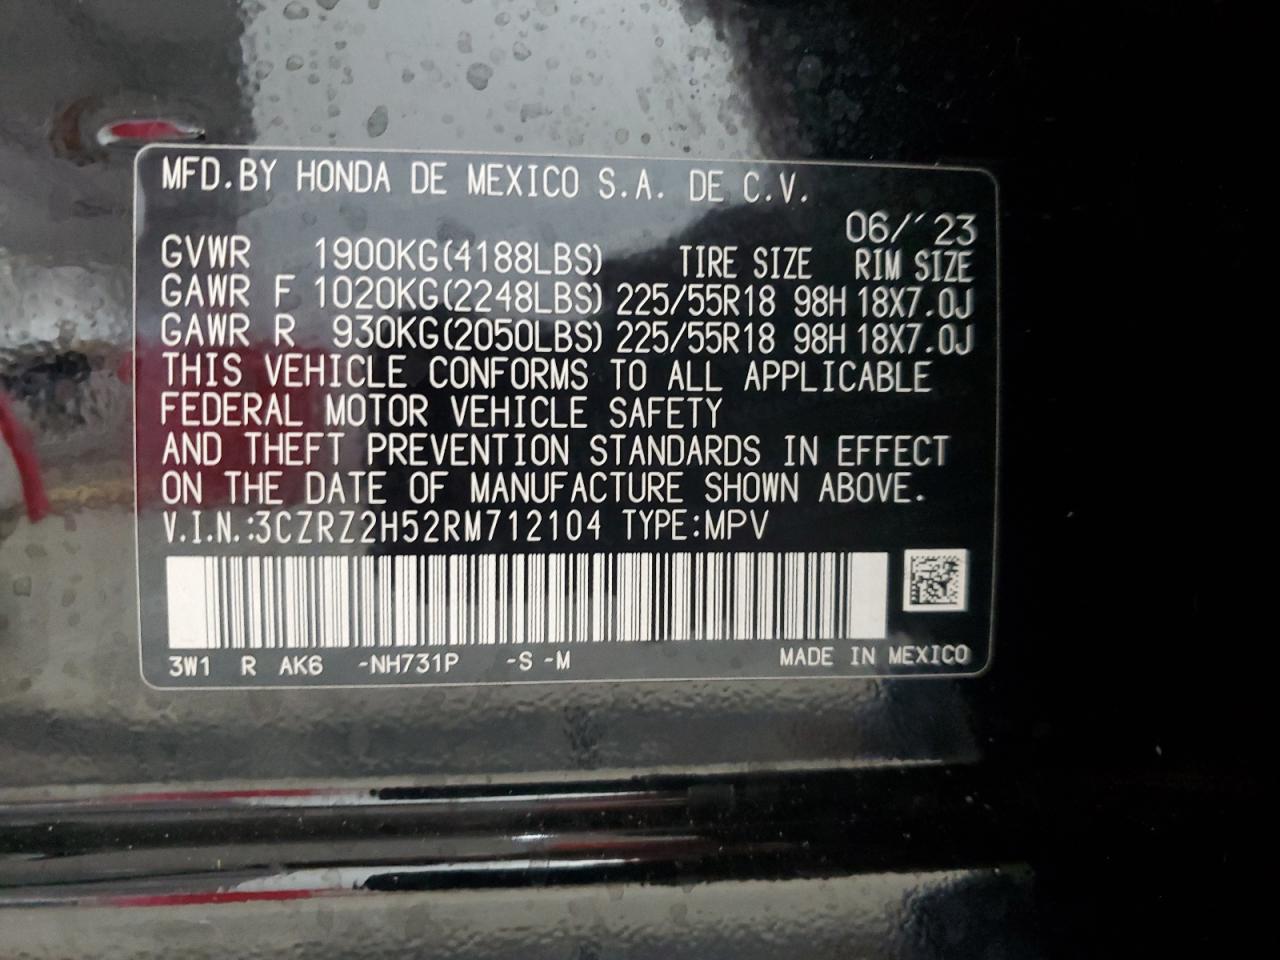 MFD.BY HONDA DE MEXICO S.A. DE C.V.
06/´23
GVWR 1900KG(4188LBS) TIRE SIZE RIM SIZE
GAWR F 1020KG(2248LBS) 225/55R18 98H 18X7.0J
GAWR R 930KG(2050LBS) 225/55R18 98H 18X7.0J
THIS VEHICLE CONFORMS TO ALL APPLICABLE
FEDERAL MOTOR VEHICLE SAFETY
AND THEFT PREVENTION STANDARDS IN EFFECT
ON THE DATE OF MANUFACTURE SHOWN ABOVE.
V.I.N.:3CZRZ2H52RM712104 TYPE:MPV
3W1 R AK6 -NH731P -S -M MADE IN MEXICO